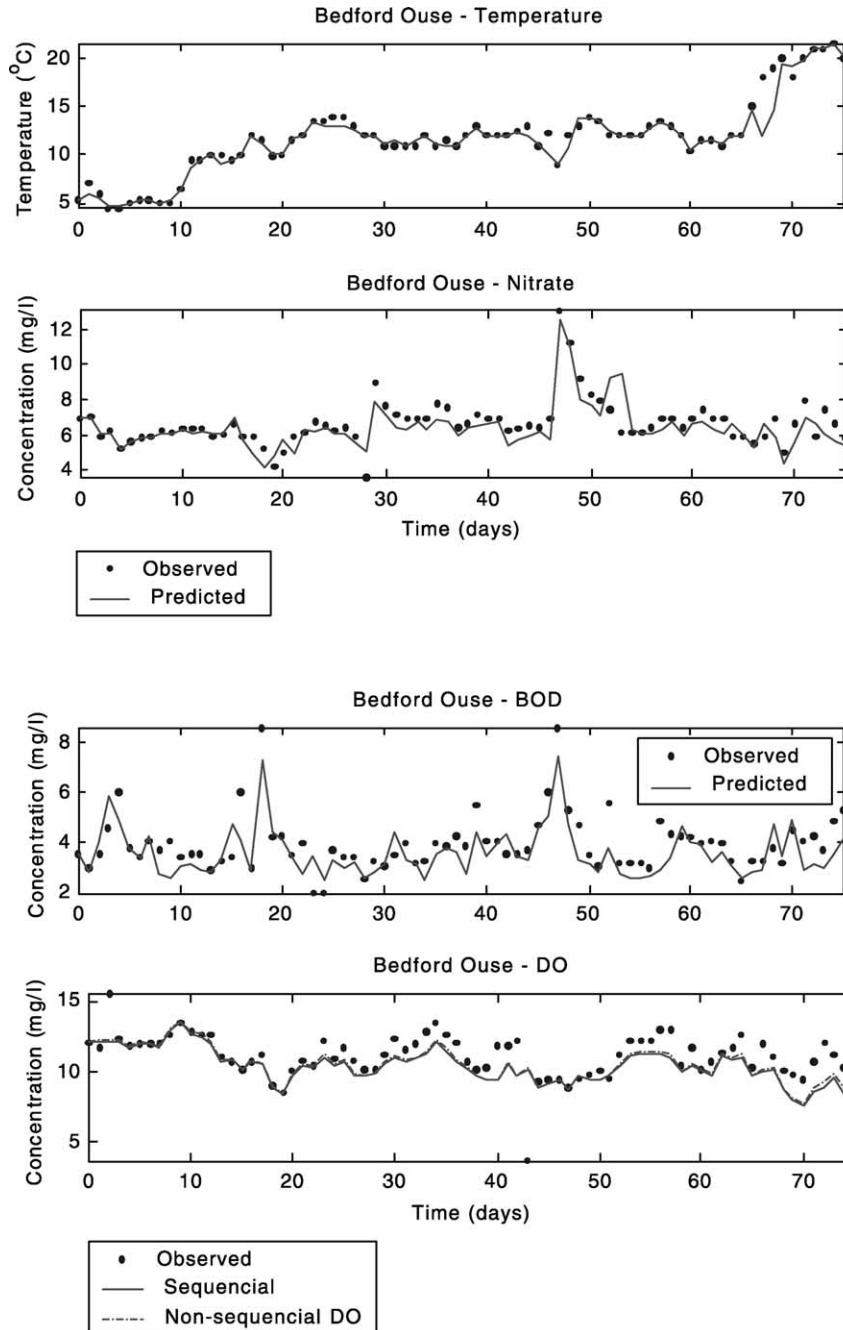 Bedford Ouse - Temperature
Temperature (°C)
20
15
10
5
0 10 20 30 40 50 60 70
Bedford Ouse - Nitrate
Concentration (mg/l)
12
10
8
6
4
0 10 20 30 40 50 60 70
Time (days)
Observed
Predicted
Bedford Ouse - BOD
Concentration (mg/l)
8
6
4
2
Observed
Predicted
0 10 20 30 40 50 60 70
Bedford Ouse - DO
Concentration (mg/l)
15
10
5
0 10 20 30 40 50 60 70
Time (days)
Observed
Sequencial
Non-sequencial DO